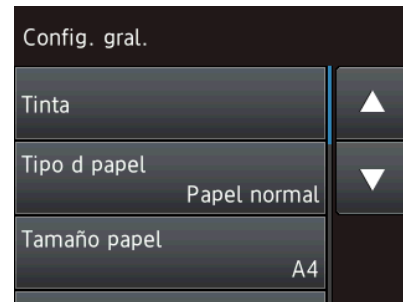 Config. gral.
Tinta
Tipo d papel
Papel normal
Tamaño papel
A4